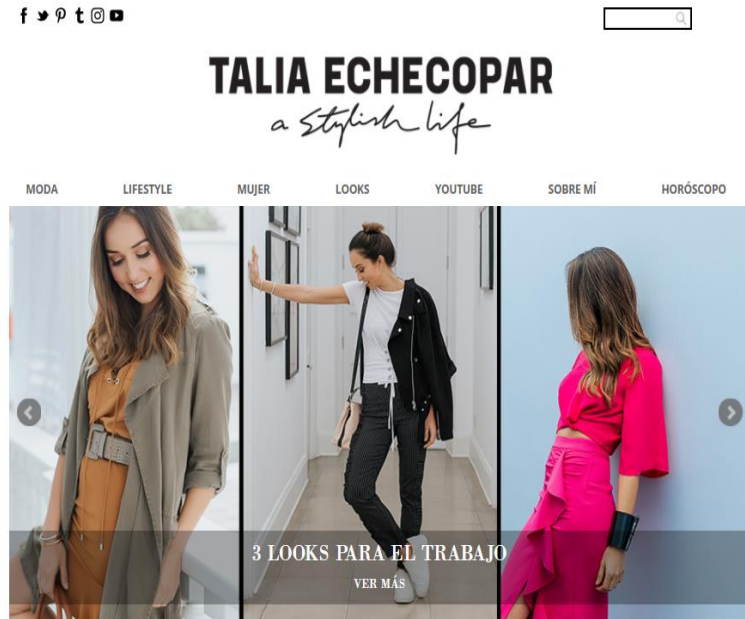 TALIA ECHECOPAR
a stylish life
MODA LIFESTYLE MUJER LOOKS YOUTUBE SOBRE MÍ HORÓSCOPO
3 LOOKS PARA EL TRABAJO
VER MÁS